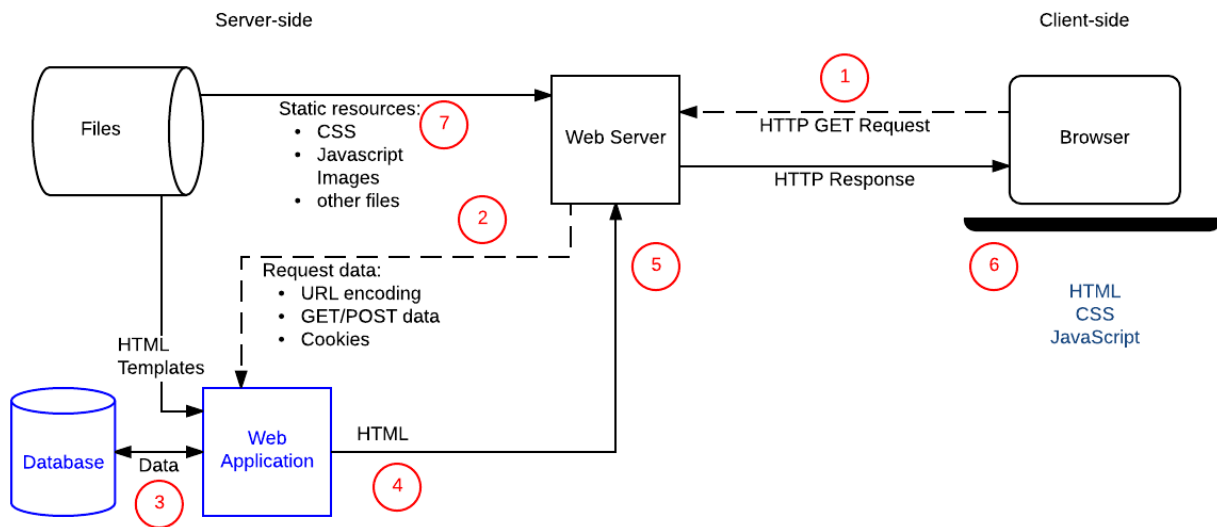 Server-side
Client-side
Files
Static resources:
• CSS
• Javascript
Images
• other files
7
Web Server
1
HTTP GET Request
HTTP Response
Browser
2
Request data:
• URL encoding
• GET/POST data
• Cookies
5
6
HTML
CSS
JavaScript
HTML
Templates
Database
Data
3
Web
Application
HTML
4